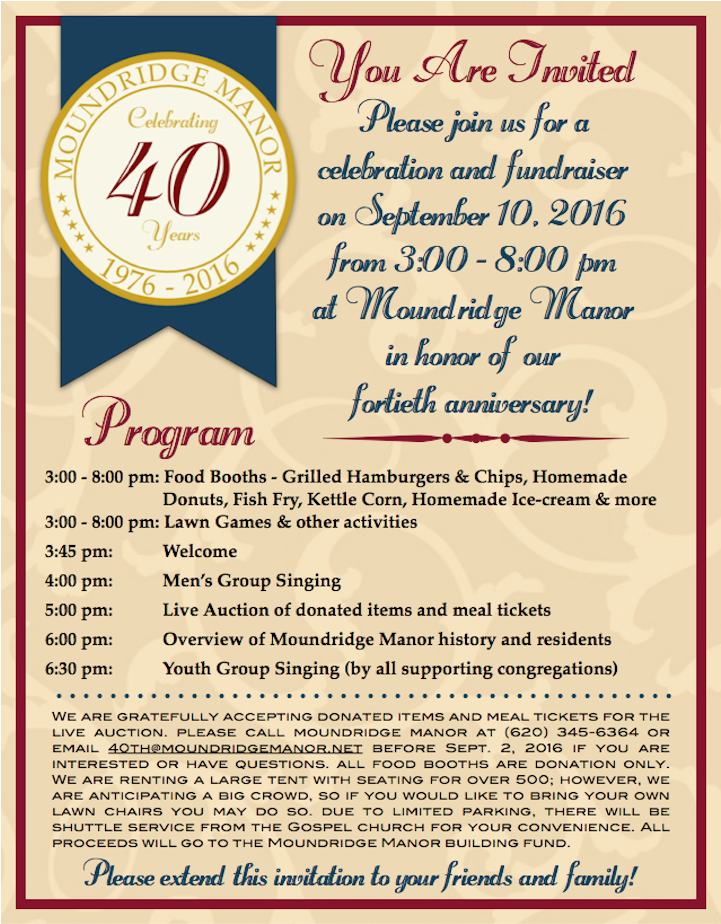 MOUNDRIDGE MANOR
Celebrating
40
Years
1976 - 2016
You Are Invited
Please join us for a
celebration and fundraiser
on September 10, 2016
from 3:00 - 8:00 pm
at Moundridge Manor
in honor of our
fortieth anniversary!
Program
3:00 - 8:00 pm: Food Booths - Grilled Hamburgers & Chips, Homemade
Donuts, Fish Fry, Kettle Corn, Homemade Ice-cream & more
3:00 - 8:00 pm: Lawn Games & other activities
3:45 pm: Welcome
4:00 pm: Men's Group Singing
5:00 pm: Live Auction of donated items and meal tickets
6:00 pm: Overview of Moundridge Manor history and residents
6:30 pm: Youth Group Singing (by all supporting congregations)
WE ARE GRATEFULLY ACCEPTING DONATED ITEMS AND MEAL TICKETS FOR THE
LIVE AUCTION. PLEASE CALL MOUNDRIDGE MANOR AT (620) 345-6364 OR
EMAIL 40TH@MOUNDRIDGEMANOR.NET BEFORE SEPT. 2, 2016 IF YOU ARE
INTERESTED OR HAVE QUESTIONS. ALL FOOD BOOTHS ARE DONATION ONLY.
WE ARE RENTING A LARGE TENT WITH SEATING FOR OVER 500; HOWEVER, WE
ARE ANTICIPATING A BIG CROWD, SO IF YOU WOULD LIKE TO BRING YOUR OWN
LAWN CHAIRS YOU MAY DO SO. DUE TO LIMITED PARKING, THERE WILL BE
SHUTTLE SERVICE FROM THE GOSPEL CHURCH FOR YOUR CONVENIENCE. ALL
PROCEEDS WILL GO TO THE MOUNDRIDGE MANOR BUILDING FUND.
Please extend this invitation to your friends and family!